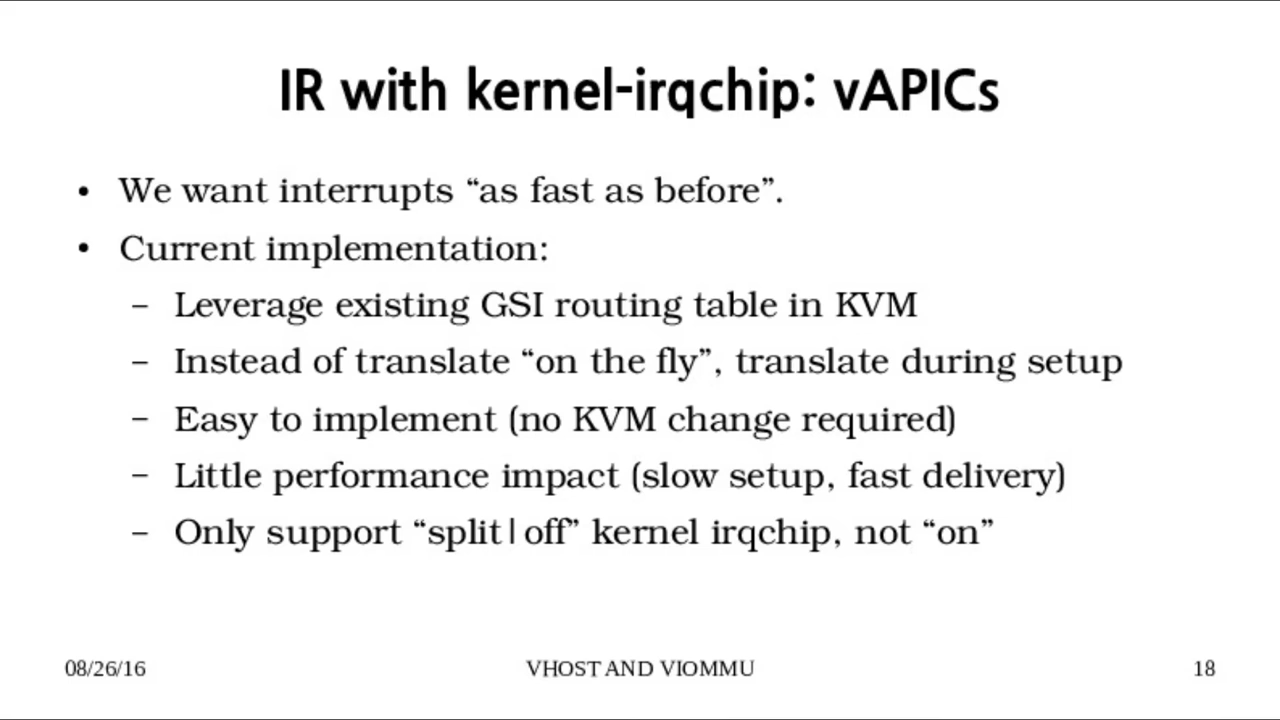 IR with kernel-irqchip: vAPICs
• We want interrupts “as fast as before”.
• Current implementation:
– Leverage existing GSI routing table in KVM
– Instead of translate “on the fly”, translate during setup
– Easy to implement (no KVM change required)
– Little performance impact (slow setup, fast delivery)
– Only support “split|off” kernel irqchip, not “on”
08/26/16 VHOST AND VIOMMU 18